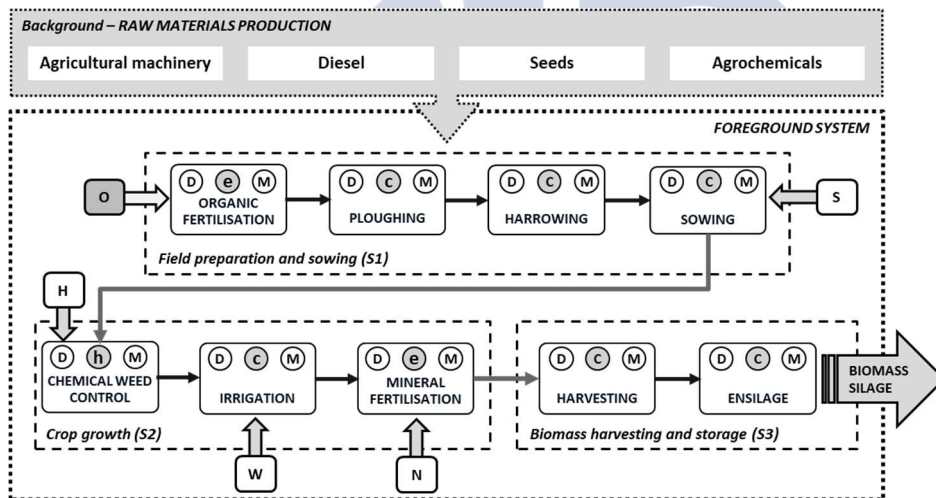 Background – RAW MATERIALS PRODUCTION
Agricultural machinery
Diesel
Seeds
Agrochemicals
FOREGROUND SYSTEM
D e M
ORGANIC
FERTILISATION
D c M
PLOUGHING
D C M
HARROWING
D C M
SOWING
O
S
Field preparation and sowing (S1)
H
D h M
CHEMICAL WEED
CONTROL
D c M
IRRIGATION
D e M
MINERAL
FERTILISATION
D C M
HARVESTING
D C M
ENSILAGE
BIOMASS
SILAGE
Crop growth (S2)
Biomass harvesting and storage (S3)
W
N